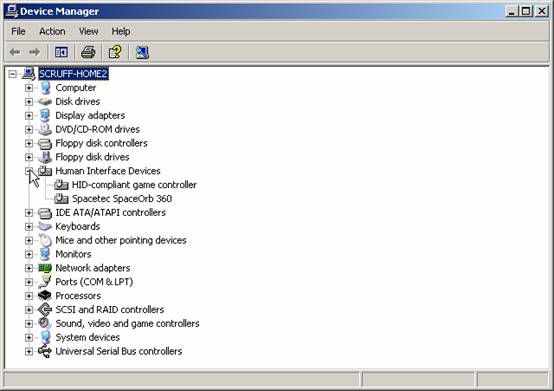 Device Manager
File Action View Help
SCRUFF-HOME2
Computer
Disk drives
Display adapters
DVD/CD-ROM drives
Floppy disk controllers
Floppy disk drives
Human Interface Devices
HID-compliant game controller
Spacetec SpaceOrb 360
IDE ATA/ATAPI controllers
Keyboards
Mice and other pointing devices
Monitors
Network adapters
Ports (COM & LPT)
Processors
SCSI and RAID controllers
Sound, video and game controllers
System devices
Universal Serial Bus controllers